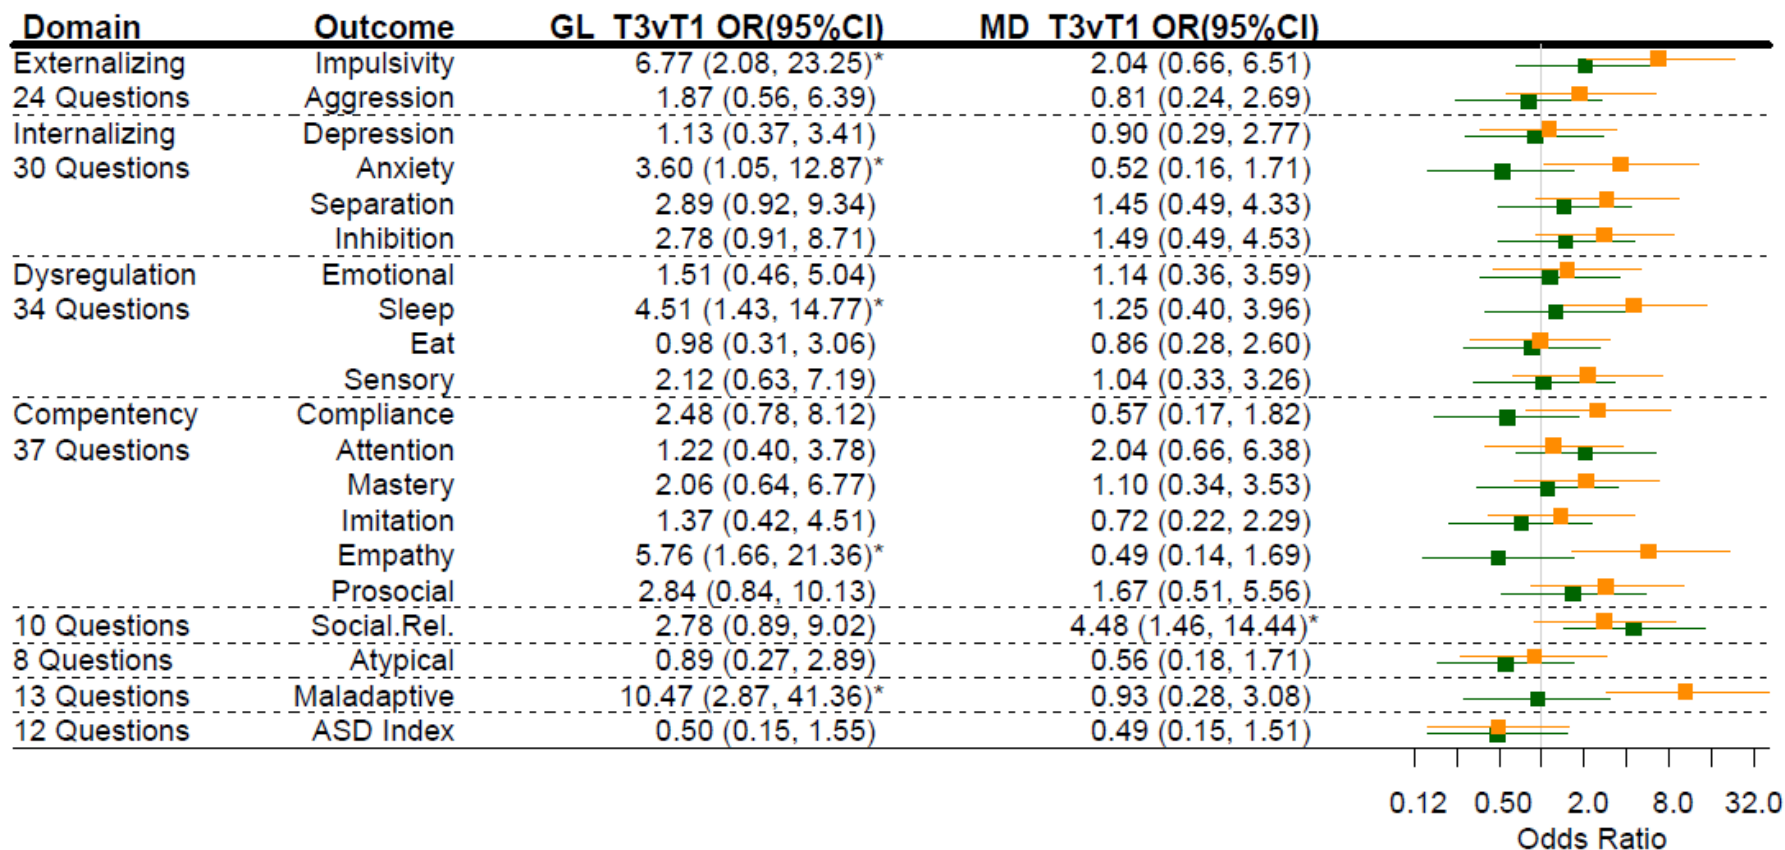 Domain Outcome GL T3vT1 OR(95%CI) MD T3vT1 OR(95%CI)
Externalizing Impulsivity 6.77 (2.08, 23.25)* 2.04 (0.66, 6.51)
24 Questions Aggression 1.87 (0.56, 6.39) 0.81 (0.24, 2.69)
Internalizing Depression 1.13 (0.37, 3.41) 0.90 (0.29, 2.77)
30 Questions Anxiety 3.60 (1.05, 12.87)* 0.52 (0.16, 1.71)
Separation 2.89 (0.92, 9.34) 1.45 (0.49, 4.33)
Inhibition 2.78 (0.91, 8.71) 1.49 (0.49, 4.53)
Dysregulation Emotional 1.51 (0.46, 5.04) 1.14 (0.36, 3.59)
34 Questions Sleep 4.51 (1.43, 14.77)* 1.25 (0.40, 3.96)
Eat 0.98 (0.31, 3.06) 0.86 (0.28, 2.60)
Sensory 2.12 (0.63, 7.19) 1.04 (0.33, 3.26)
Compentency Compliance 2.48 (0.78, 8.12) 0.57 (0.17, 1.82)
37 Questions Attention 1.22 (0.40, 3.78) 2.04 (0.66, 6.38)
Mastery 2.06 (0.64, 6.77) 1.10 (0.34, 3.53)
Imitation 1.37 (0.42, 4.51) 0.72 (0.22, 2.29)
Empathy 5.76 (1.66, 21.36)* 0.49 (0.14, 1.69)
Prosocial 2.84 (0.84, 10.13) 1.67 (0.51, 5.56)
10 Questions Social.Rel. 2.78 (0.89, 9.02) 4.48 (1.46, 14.44)*
8 Questions Atypical 0.89 (0.27, 2.89) 0.56 (0.18, 1.71)
13 Questions Maladaptive 10.47 (2.87, 41.36)* 0.93 (0.28, 3.08)
12 Questions ASD Index 0.50 (0.15, 1.55) 0.49 (0.15, 1.51)
0.12 0.50 2.0 8.0 32.0
Odds Ratio